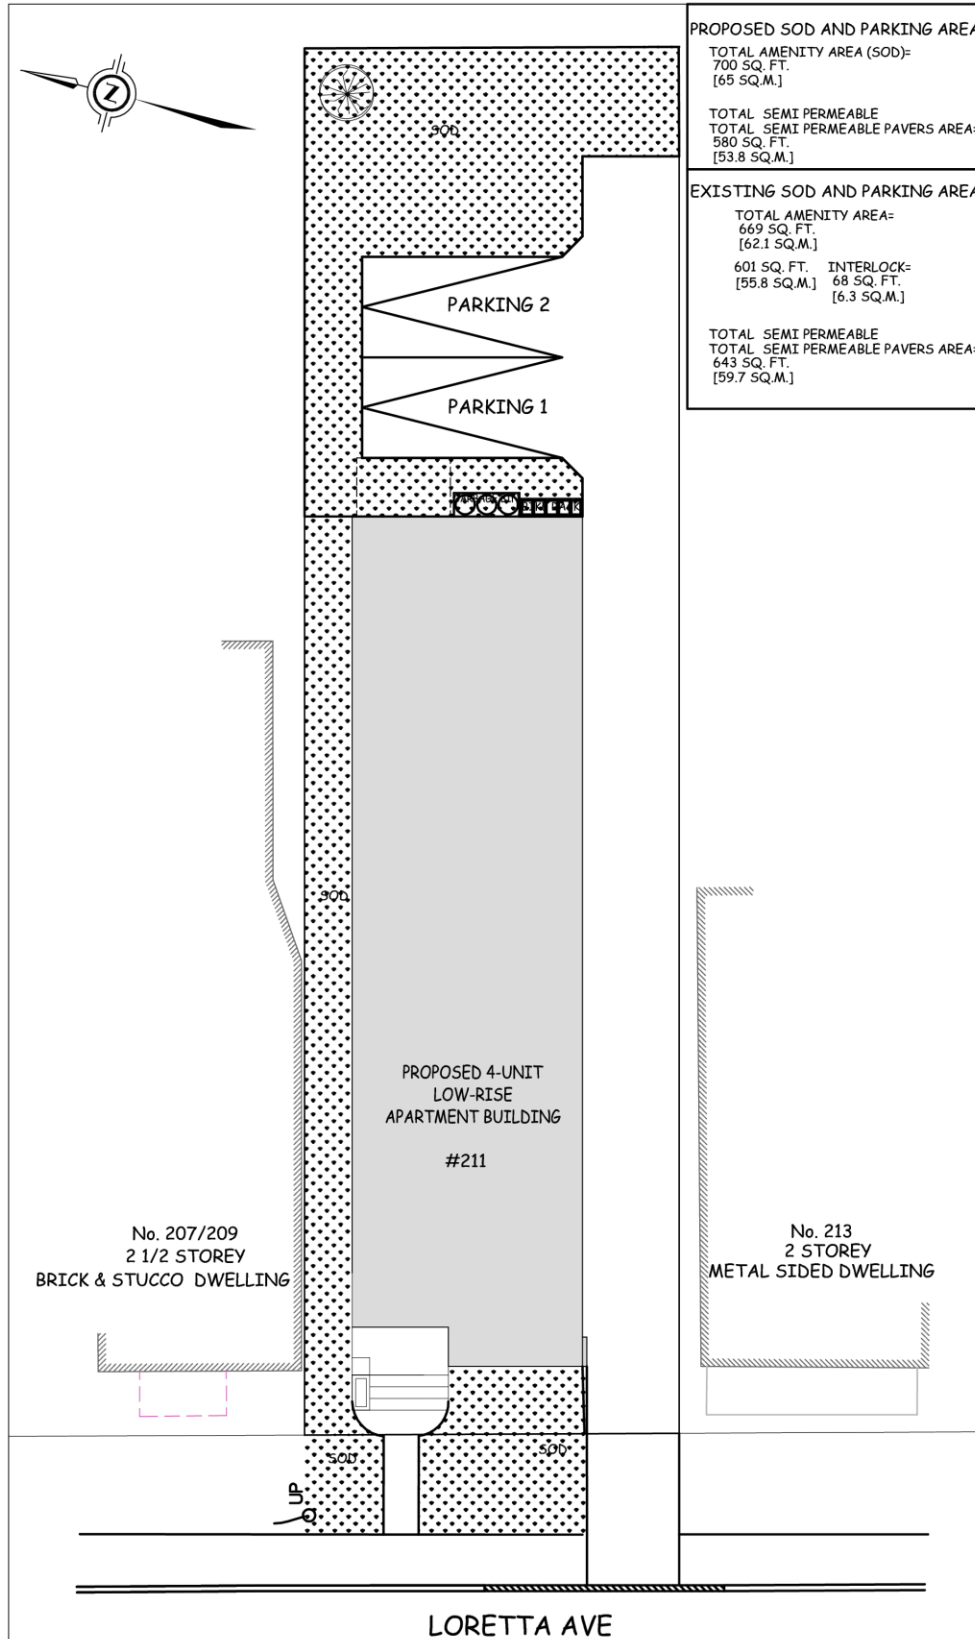 PROPOSED SOD AND PARKING AREA
TOTAL AMENITY AREA (SOD)=
700 SQ. FT.
[65 SQ.M.]
TOTAL SEMI PERMEABLE
TOTAL SEMI PERMEABLE PAVERS AREA=
580 SQ. FT.
[53.8 SQ.M.]
EXISTING SOD AND PARKING AREA
TOTAL AMENITY AREA=
669 SQ. FT.
[62.1 SQ.M.]
601 SQ. FT. INTERLOCK=
[55.8 SQ.M.] 68 SQ. FT.
[6.3 SQ.M.]
TOTAL SEMI PERMEABLE
TOTAL SEMI PERMEABLE PAVERS AREA=
643 SQ. FT.
[59.7 SQ.M.]
Z
SOD
PARKING 2
PARKING 1
BIKE RACK
SOD
PROPOSED 4-UNIT
LOW-RISE
APARTMENT BUILDING
#211
No. 207/209
2 1/2 STOREY
BRICK & STUCCO DWELLING
No. 213
2 STOREY
METAL SIDED DWELLING
SOD
SOD
UP
LORETTA AVE